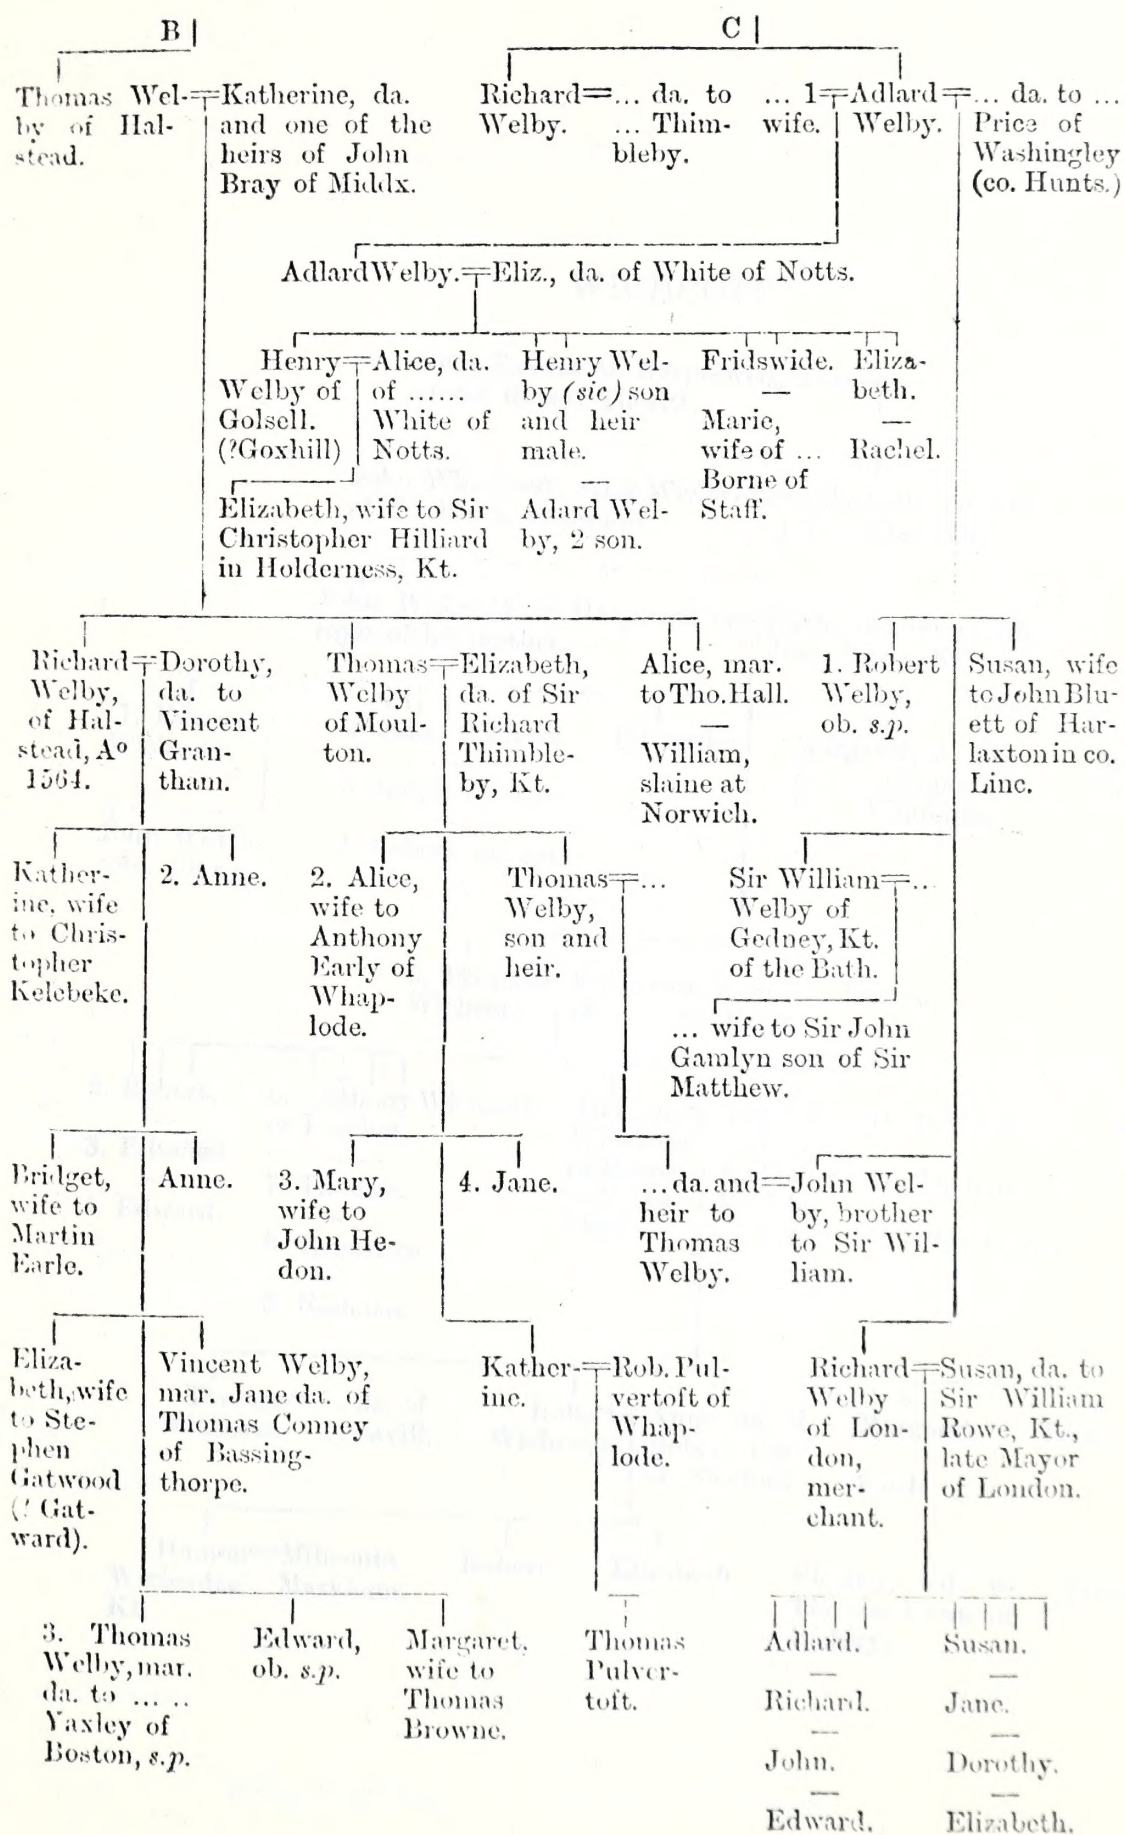 B
C
Thomas Wel-
by of Hal-
stead.
Katherine, da.
and one of the
heirs of John
Bray of Middx.
Richard
Welby.
... da. to
... Thim-
bleby.
... 1
wife.
Adlard
Welby.
... da. to ...
Price of
Washingley
(co. Hunts.)
Adlard Welby.
Eliz., da. of White of Notts.
Henry
Welby of
Golsell.
(?Goxhill)
Alice, da.
of ......
White of
Notts.
Henry Wel-
by (sic) son
and heir
male.
—
Adard Wel-
by, 2 son.
Fridswide.
—
Marie,
wife of ...
Borne of
Staff.
Eliza-
beth.
—
Rachel.
Elizabeth, wife to Sir
Christopher Hilliard
in Holderness, Kt.
Richard
Welby,
of Hal-
stead, Aº
1564.
Dorothy,
da. to
Vincent
Gran-
tham.
Thomas
Welby
of Moul-
ton.
Elizabeth,
da. of Sir
Richard
Thimble-
by, Kt.
Alice, mar.
to Tho. Hall.
—
William,
slaine at
Norwich.
1. Robert
Welby,
ob. s.p.
Susan, wife
to John Blu-
ett of Har-
laxton in co.
Linc.
Kather-
ine, wife
to Chris-
topher
Kelebeke.
2. Anne.
2. Alice,
wife to
Anthony
Early of
Whap-
lode.
Thomas
Welby,
son and
heir.
...
Sir William
Welby of
Gedney, Kt.
of the Bath.
...
... wife to Sir John
Gamlyn son of Sir
Matthew.
Bridget,
wife to
Martin
Earle.
Anne.
3. Mary,
wife to
John He-
don.
4. Jane.
... da. and
heir to
Thomas
Welby.
John Wel-
by, brother
to Sir Wil-
liam.
Eliza-
beth, wife
to Ste-
phen
Gatwood
(? Gat-
ward).
Vincent Welby,
mar. Jane da. of
Thomas Conney
of Bassing-
thorpe.
Kather-
ine.
Rob. Pul-
vertoft of
Whap-
lode.
Richard
Welby
of Lon-
don,
mer-
chant.
Susan, da. to
Sir William
Rowe, Kt.,
late Mayor
of London.
3. Thomas
Welby, mar.
da. to ... ..
Yaxley of
Boston, s.p.
Edward,
ob. s.p.
Margaret.
wife to
Thomas
Browne.
Thomas
Pulver-
toft.
Adlard.
—
Richard.
—
John.
—
Edward.
Susan.
—
Jane.
—
Dorothy.
—
Elizabeth.